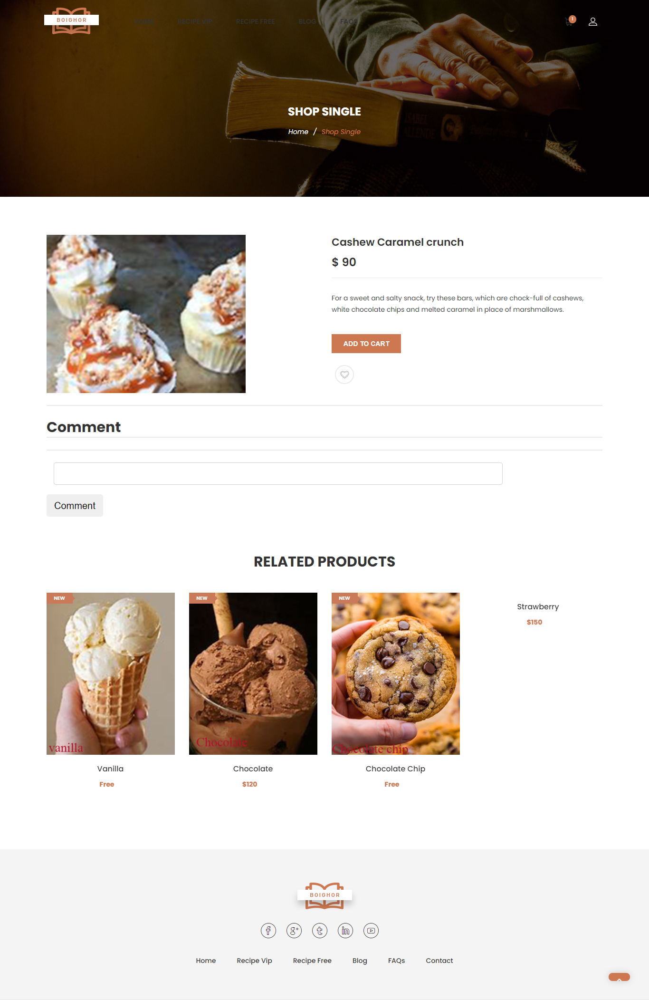 BOIGHOR
HOME
RECIPE VIP
RECIPE FREE
BLOG
FAQS
1
ISABEL
ALLENDE
SHOP SINGLE
Home / Shop Single
Cashew Caramel crunch
$ 90
For a sweet and salty snack, try these bars, which are chock-full of cashews,
white chocolate chips and melted caramel in place of marshmallows.
ADD TO CART
Comment
Comment
RELATED PRODUCTS
NEW
NEW
NEW
vanilla
Chocolate
Chocolate chip
Vanilla
Free
Chocolate
$120
Chocolate Chip
Free
Strawberry
$150
BOIGHOR
Home
Recipe Vip
Recipe Free
Blog
FAQs
Contact